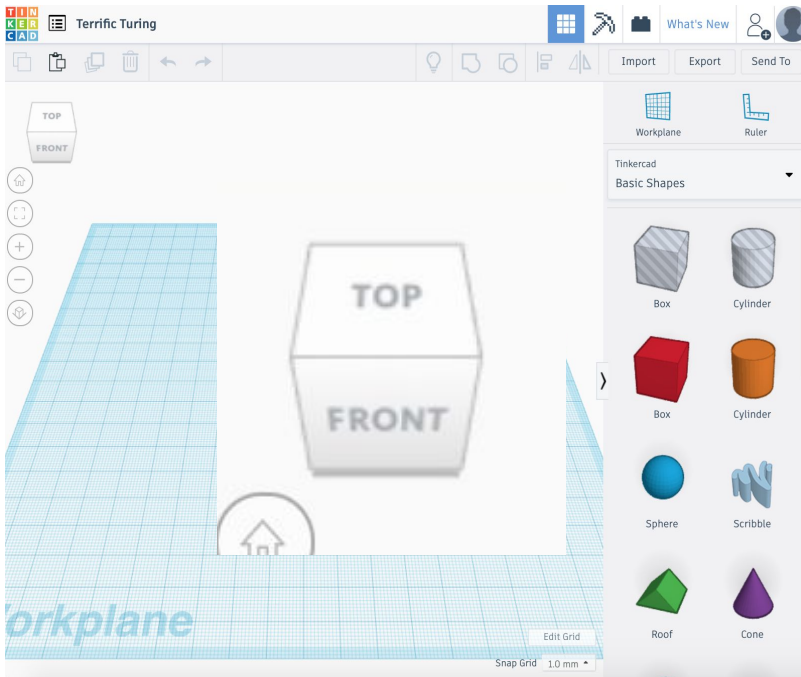 TIN
KER
CAD
Terrific Turing
What's New
Import Export Send To
TOP
FRONT
Workplane Ruler
Tinkercad
Basic Shapes
TOP
FRONT
Box Cylinder
Box Cylinder
Sphere Scribble
Roof Cone
orkplane
Edit Grid
Snap Grid 1.0 mm